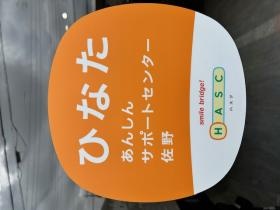 ひなた
あんしん
サポートセンター
佐野
smile bridge!
HASC
ハスク